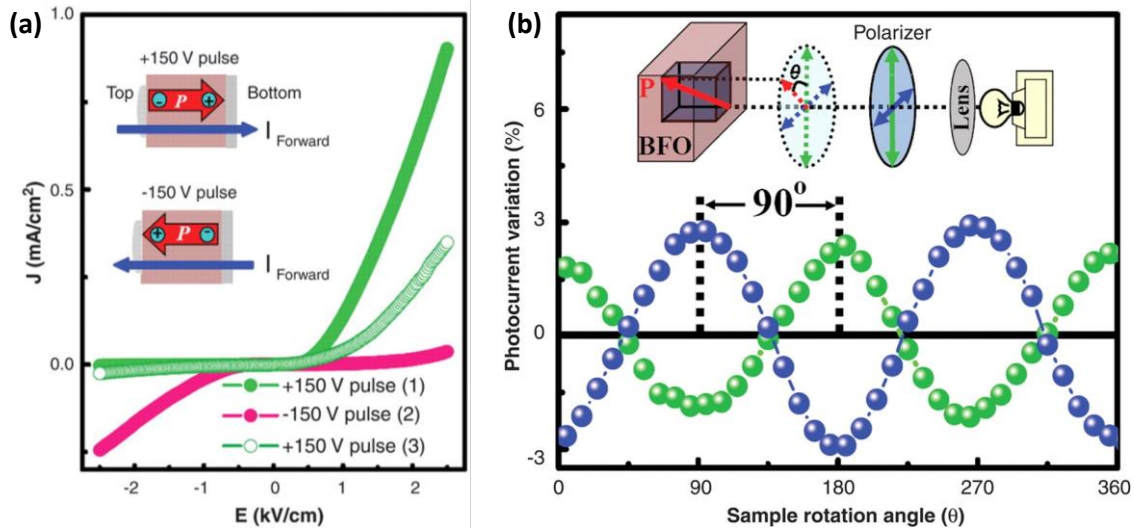 (a)
1.0
0.5
0.0
J (mA/cm²)
+150 V pulse
Top
P
Bottom
I Forward
-150 V pulse
P
I Forward
+150 V pulse (1)
-150 V pulse (2)
+150 V pulse (3)
-2 -1 0 1 2
E (kV/cm)
(b)
6
3
0
-3
Photocurrent variation (%)
Polarizer
P
θ
BFO
Lens
90°
0 90 180 270 360
Sample rotation angle (θ)